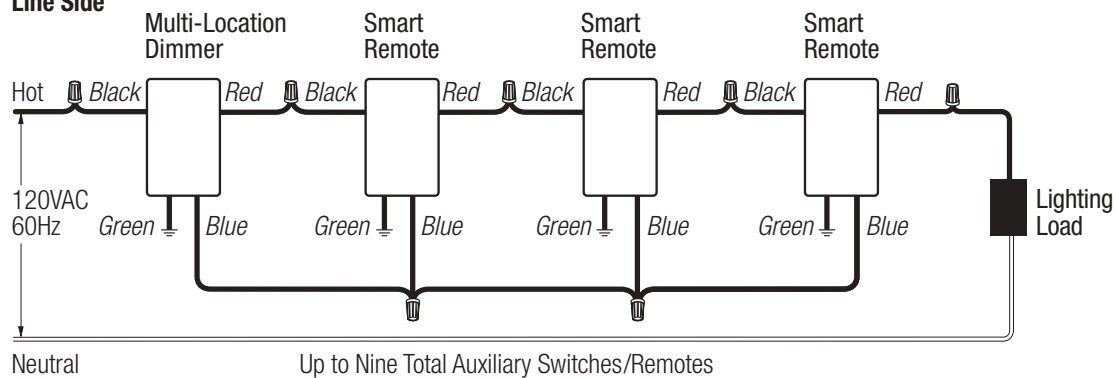 Line Side
Multi-Location
Dimmer
Smart
Remote
Smart
Remote
Smart
Remote
Hot
Black
Red
Black
Red
Black
Red
Black
Red
120VAC
60Hz
Green
Blue
Green
Blue
Green
Blue
Green
Blue
Lighting
Load
Neutral
Up to Nine Total Auxiliary Switches/Remotes